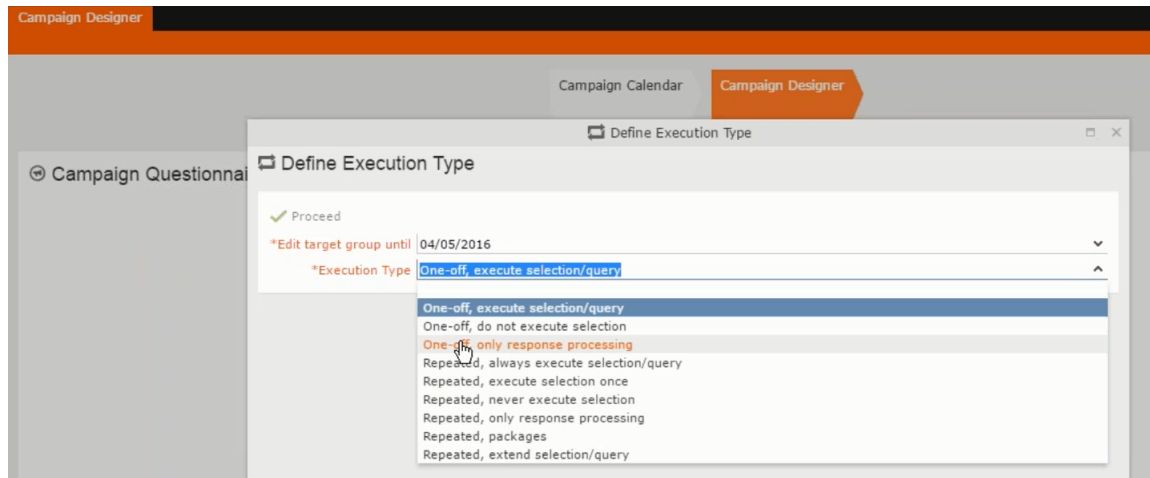 Campaign Designer
Campaign Calendar
Campaign Designer
Define Execution Type
Campaign Questionnai
Define Execution Type
Proceed
*Edit target group until 04/05/2016
*Execution Type One-off, execute selection/query
One-off, execute selection/query
One-off, do not execute selection
One-off, only response processing
Repeated, always execute selection/query
Repeated, execute selection once
Repeated, never execute selection
Repeated, only response processing
Repeated, packages
Repeated, extend selection/query